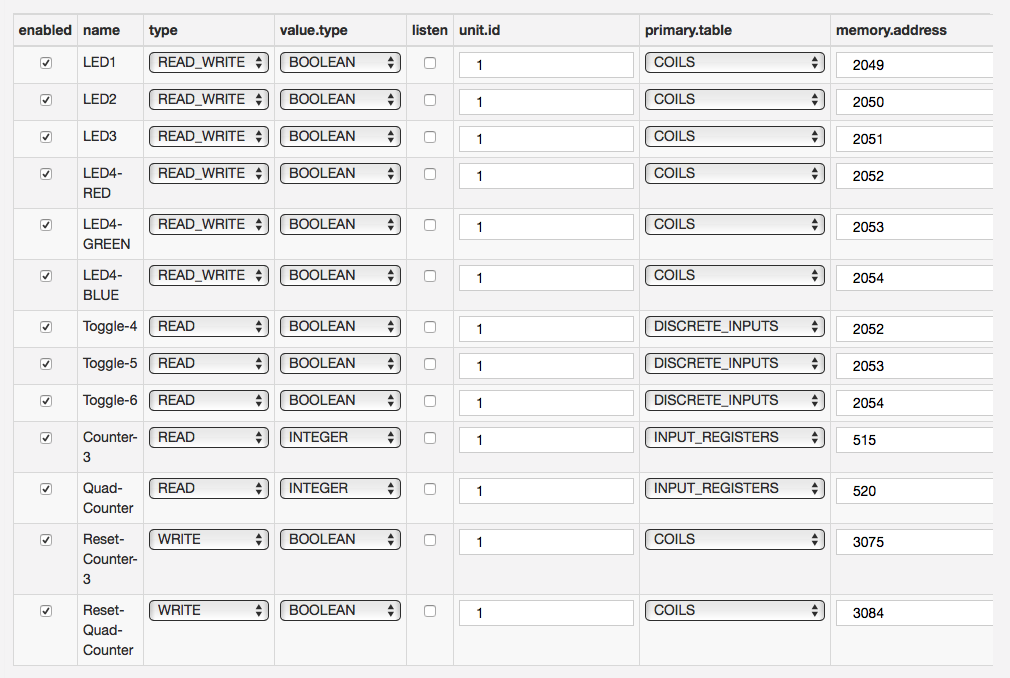 enabled name type value.type listen unit.id primary.table memory.address
LED1 READ_WRITE BOOLEAN 1 COILS 2049
LED2 READ_WRITE BOOLEAN 1 COILS 2050
LED3 READ_WRITE BOOLEAN 1 COILS 2051
LED4- READ_WRITE BOOLEAN 1 COILS 2052
RED
LED4- READ_WRITE BOOLEAN 1 COILS 2053
GREEN
LED4- READ_WRITE BOOLEAN 1 COILS 2054
BLUE
Toggle-4 READ BOOLEAN 1 DISCRETE_INPUTS 2052
Toggle-5 READ BOOLEAN 1 DISCRETE_INPUTS 2053
Toggle-6 READ BOOLEAN 1 DISCRETE_INPUTS 2054
Counter- READ INTEGER 1 INPUT_REGISTERS 515
3
Quad- READ INTEGER 1 INPUT_REGISTERS 520
Counter
Reset- WRITE BOOLEAN 1 COILS 3075
Counter-
3
Reset- WRITE BOOLEAN 1 COILS 3084
Quad-
Counter